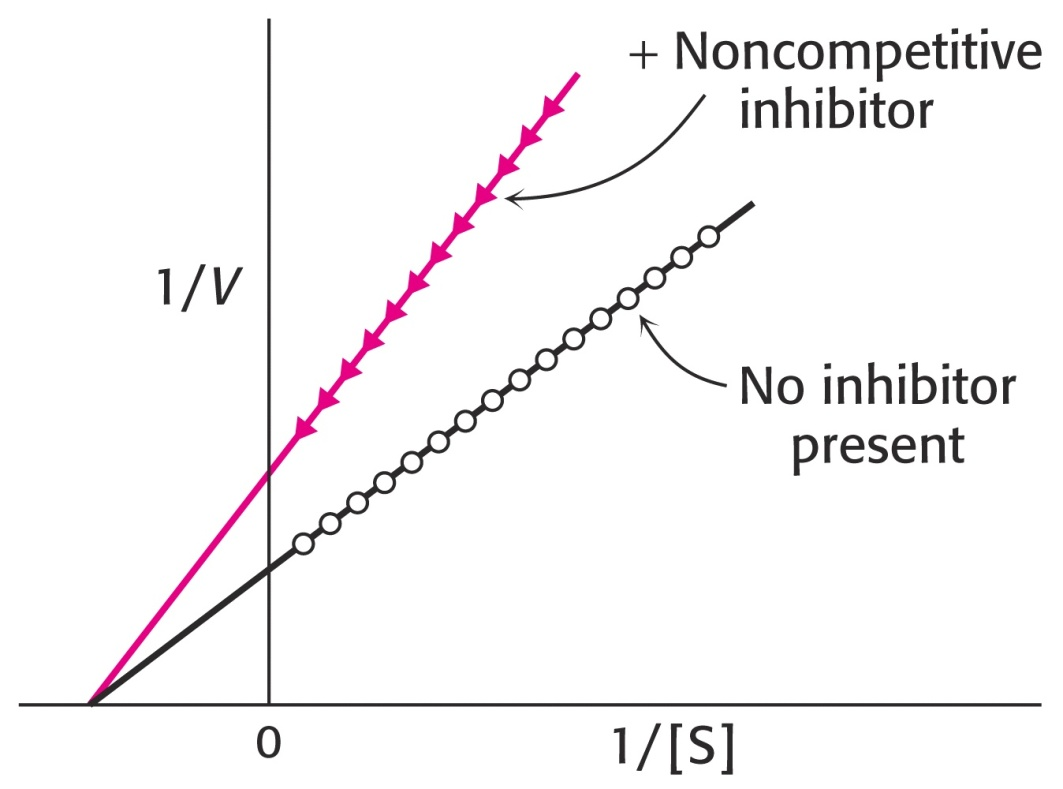 + Noncompetitive
inhibitor
1/V
No inhibitor
present
0
1/[S]